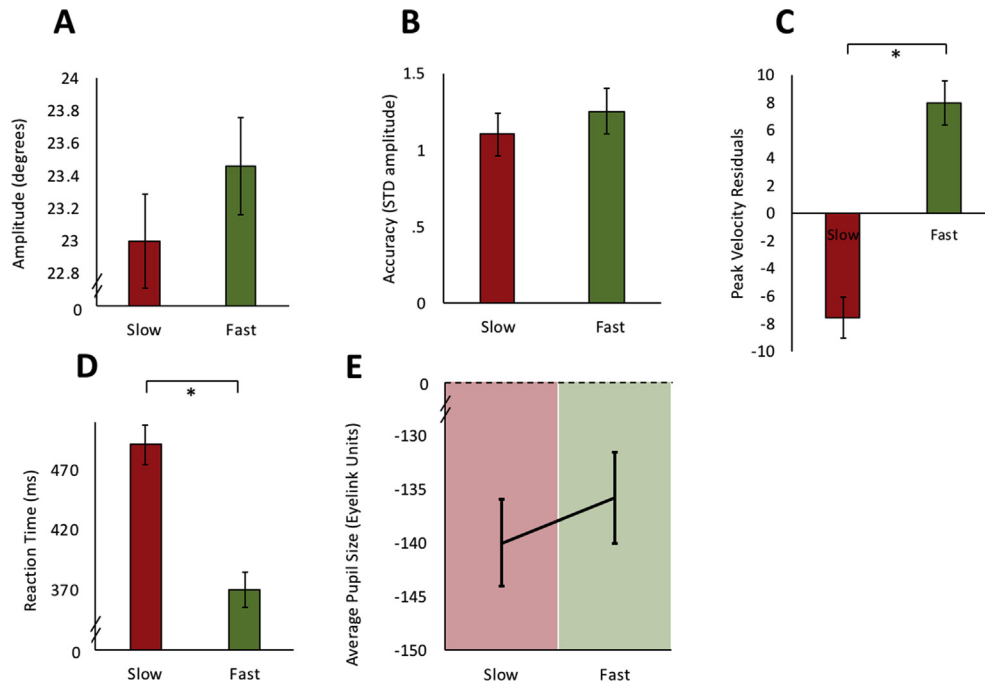 A
Amplitude (degrees)
24
23.8
23.6
23.4
23.2
23
22.8
0
Slow
Fast
B
Accuracy (STD amplitude)
1.5
1
.5
0
Slow
Fast
C
*
Peak Velocity Residuals
10
8
6
4
2
0
-2
-4
-6
-8
-10
Slow
Fast
D
*
Reaction Time (ms)
470
420
370
0
Slow
Fast
E
Average Pupil Size (Eyelink Units)
0
-130
-135
-140
-145
-150
Slow
Fast